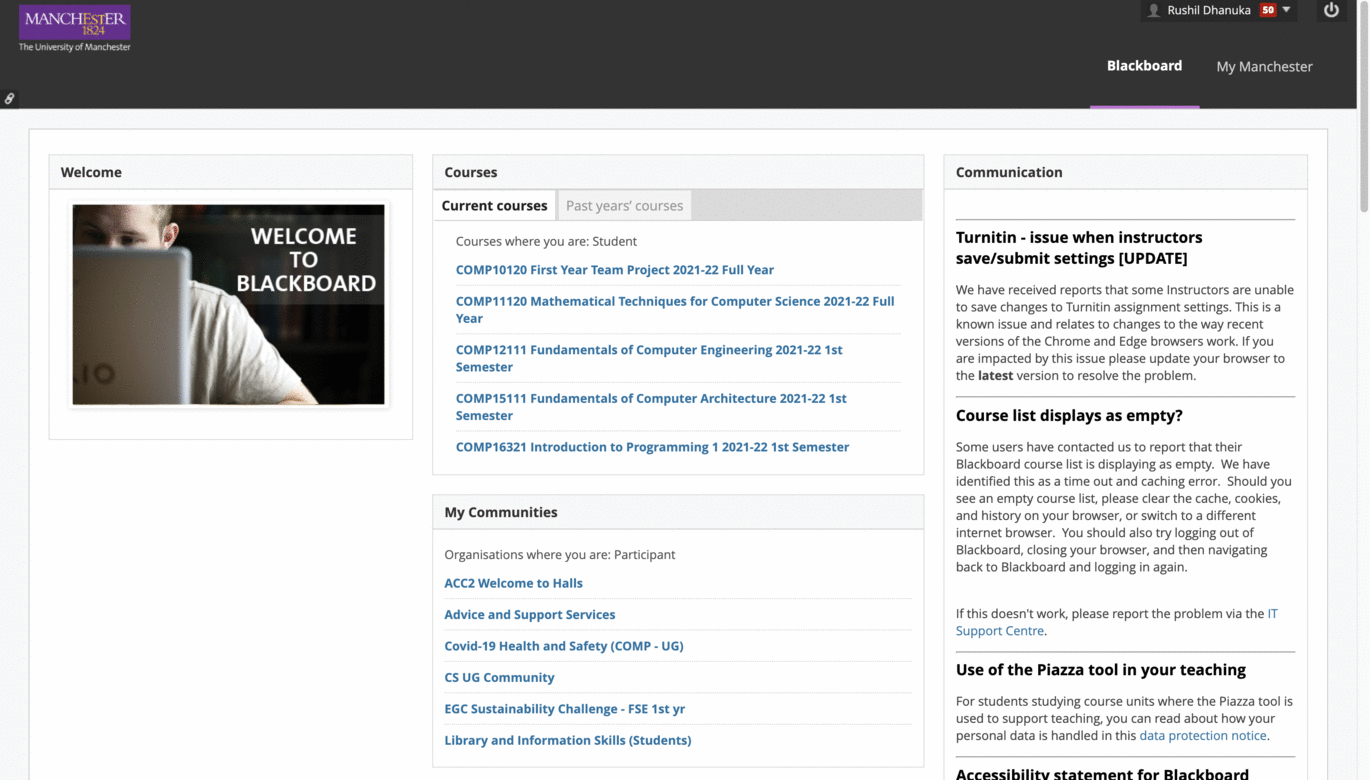 MANCHESTER
1824
The University of Manchester
Rushil Dhanuka 50
Blackboard
My Manchester
Welcome
WELCOME
TO
BLACKBOARD
Courses
Current courses
Past years’ courses
Courses where you are: Student
COMP10120 First Year Team Project 2021-22 Full Year
COMP11120 Mathematical Techniques for Computer Science 2021-22 Full
Year
COMP12111 Fundamentals of Computer Engineering 2021-22 1st
Semester
COMP15111 Fundamentals of Computer Architecture 2021-22 1st
Semester
COMP16321 Introduction to Programming 1 2021-22 1st Semester
My Communities
Organisations where you are: Participant
ACC2 Welcome to Halls
Advice and Support Services
Covid-19 Health and Safety (COMP - UG)
CS UG Community
EGC Sustainability Challenge - FSE 1st yr
Library and Information Skills (Students)
Communication
Turnitin - issue when instructors
save/submit settings [UPDATE]
We have received reports that some Instructors are unable
to save changes to Turnitin assignment settings. This is a
known issue and relates to changes to the way recent
versions of the Chrome and Edge browsers work. If you
are impacted by this issue please update your browser to
the latest version to resolve the problem.
Course list displays as empty?
Some users have contacted us to report that their
Blackboard course list is displaying as empty. We have
identified this as a time out and caching error. Should you
see an empty course list, please clear the cache, cookies,
and history on your browser, or switch to a different
internet browser. You should also try logging out of
Blackboard, closing your browser, and then navigating
back to Blackboard and logging in again.
If this doesn't work, please report the problem via the IT
Support Centre.
Use of the Piazza tool in your teaching
For students studying course units where the Piazza tool is
used to support teaching, you can read about how your
personal data is handled in this data protection notice.
Accessibility statement for Blackboard